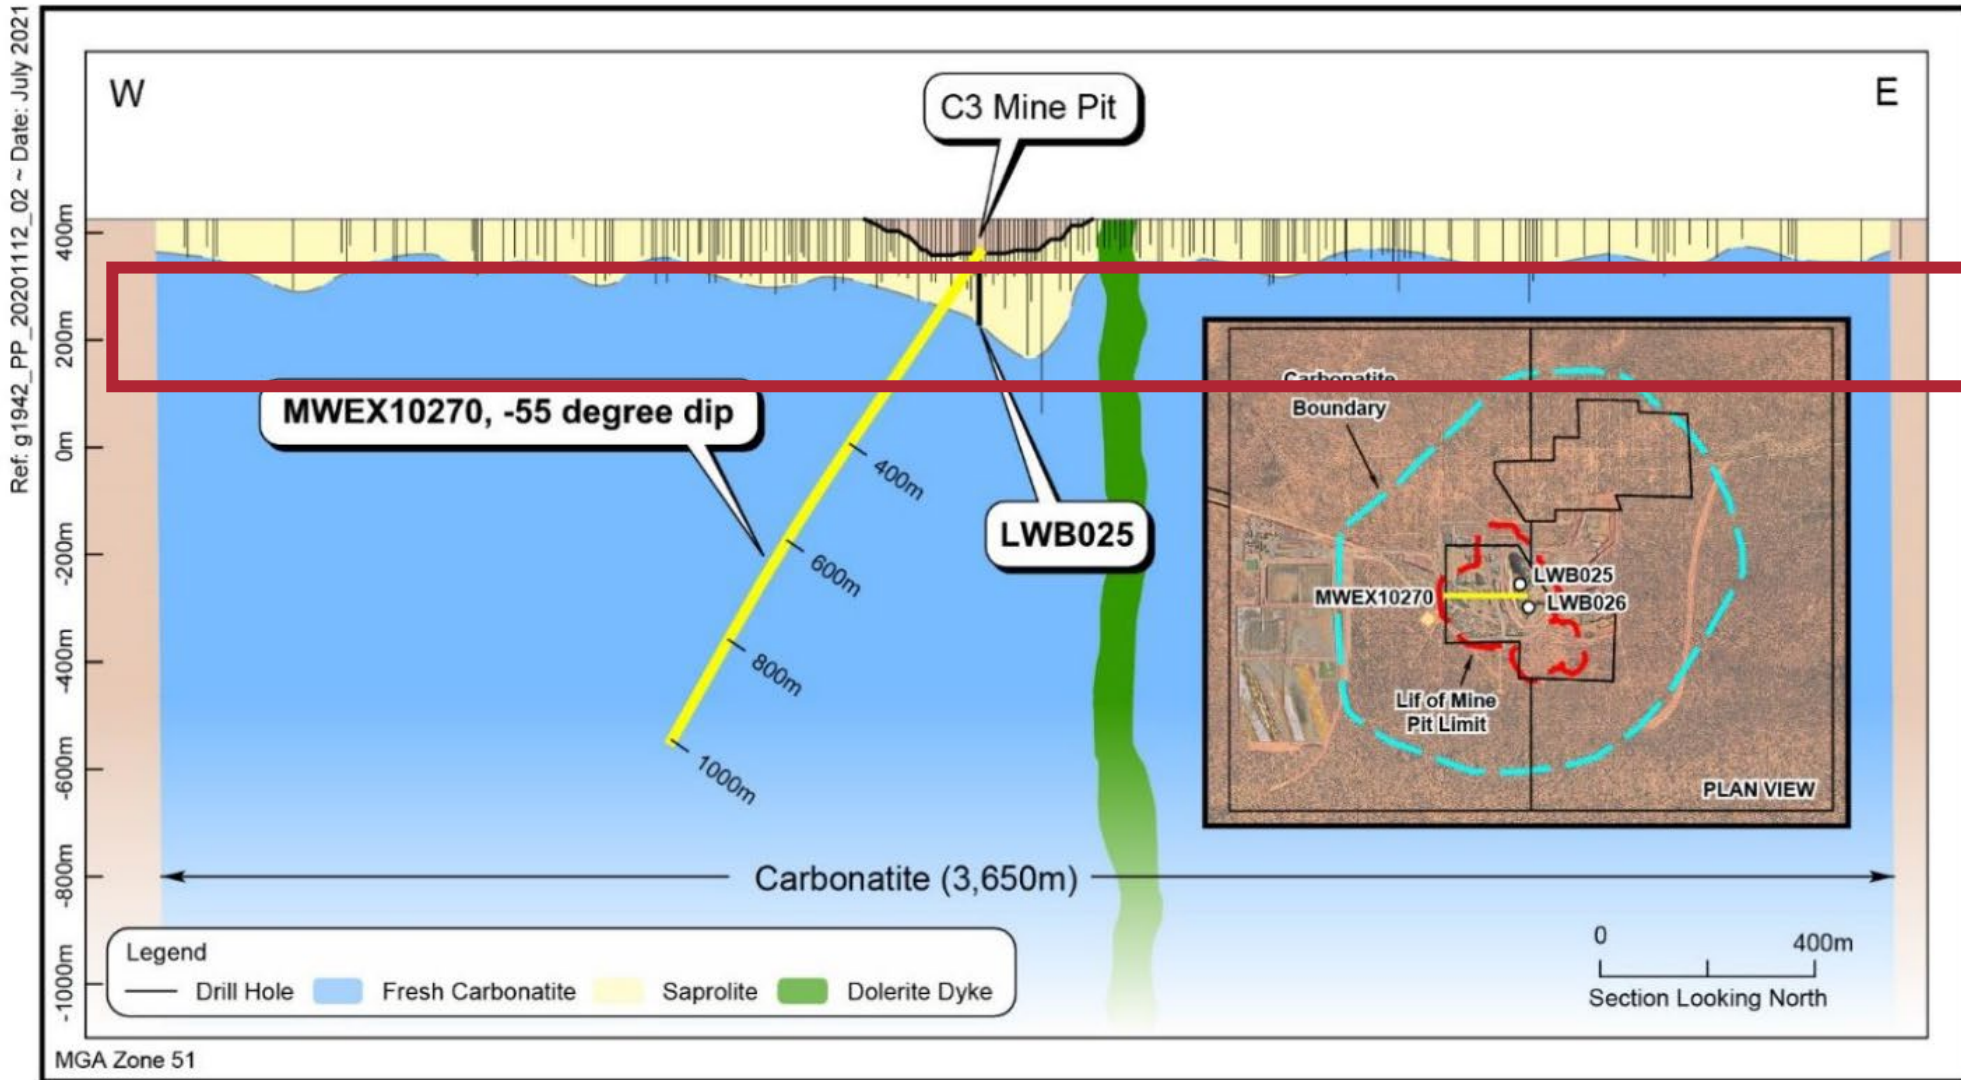 Ref: g1942_PP_20201112_02 ~ Date: July 2021
W
E
C3 Mine Pit
400m
200m
0m
-200m
-400m
-600m
-800m
-1000m
MWEX10270, -55 degree dip
LWB025
400m
600m
800m
1000m
Carbonatite
Boundary
LWB025
MWEX10270
LWB026
Lif of Mine
Pit Limit
PLAN VIEW
Carbonatite (3,650m)
Legend
Drill Hole
Fresh Carbonatite
Saprolite
Dolerite Dyke
0
400m
Section Looking North
MGA Zone 51